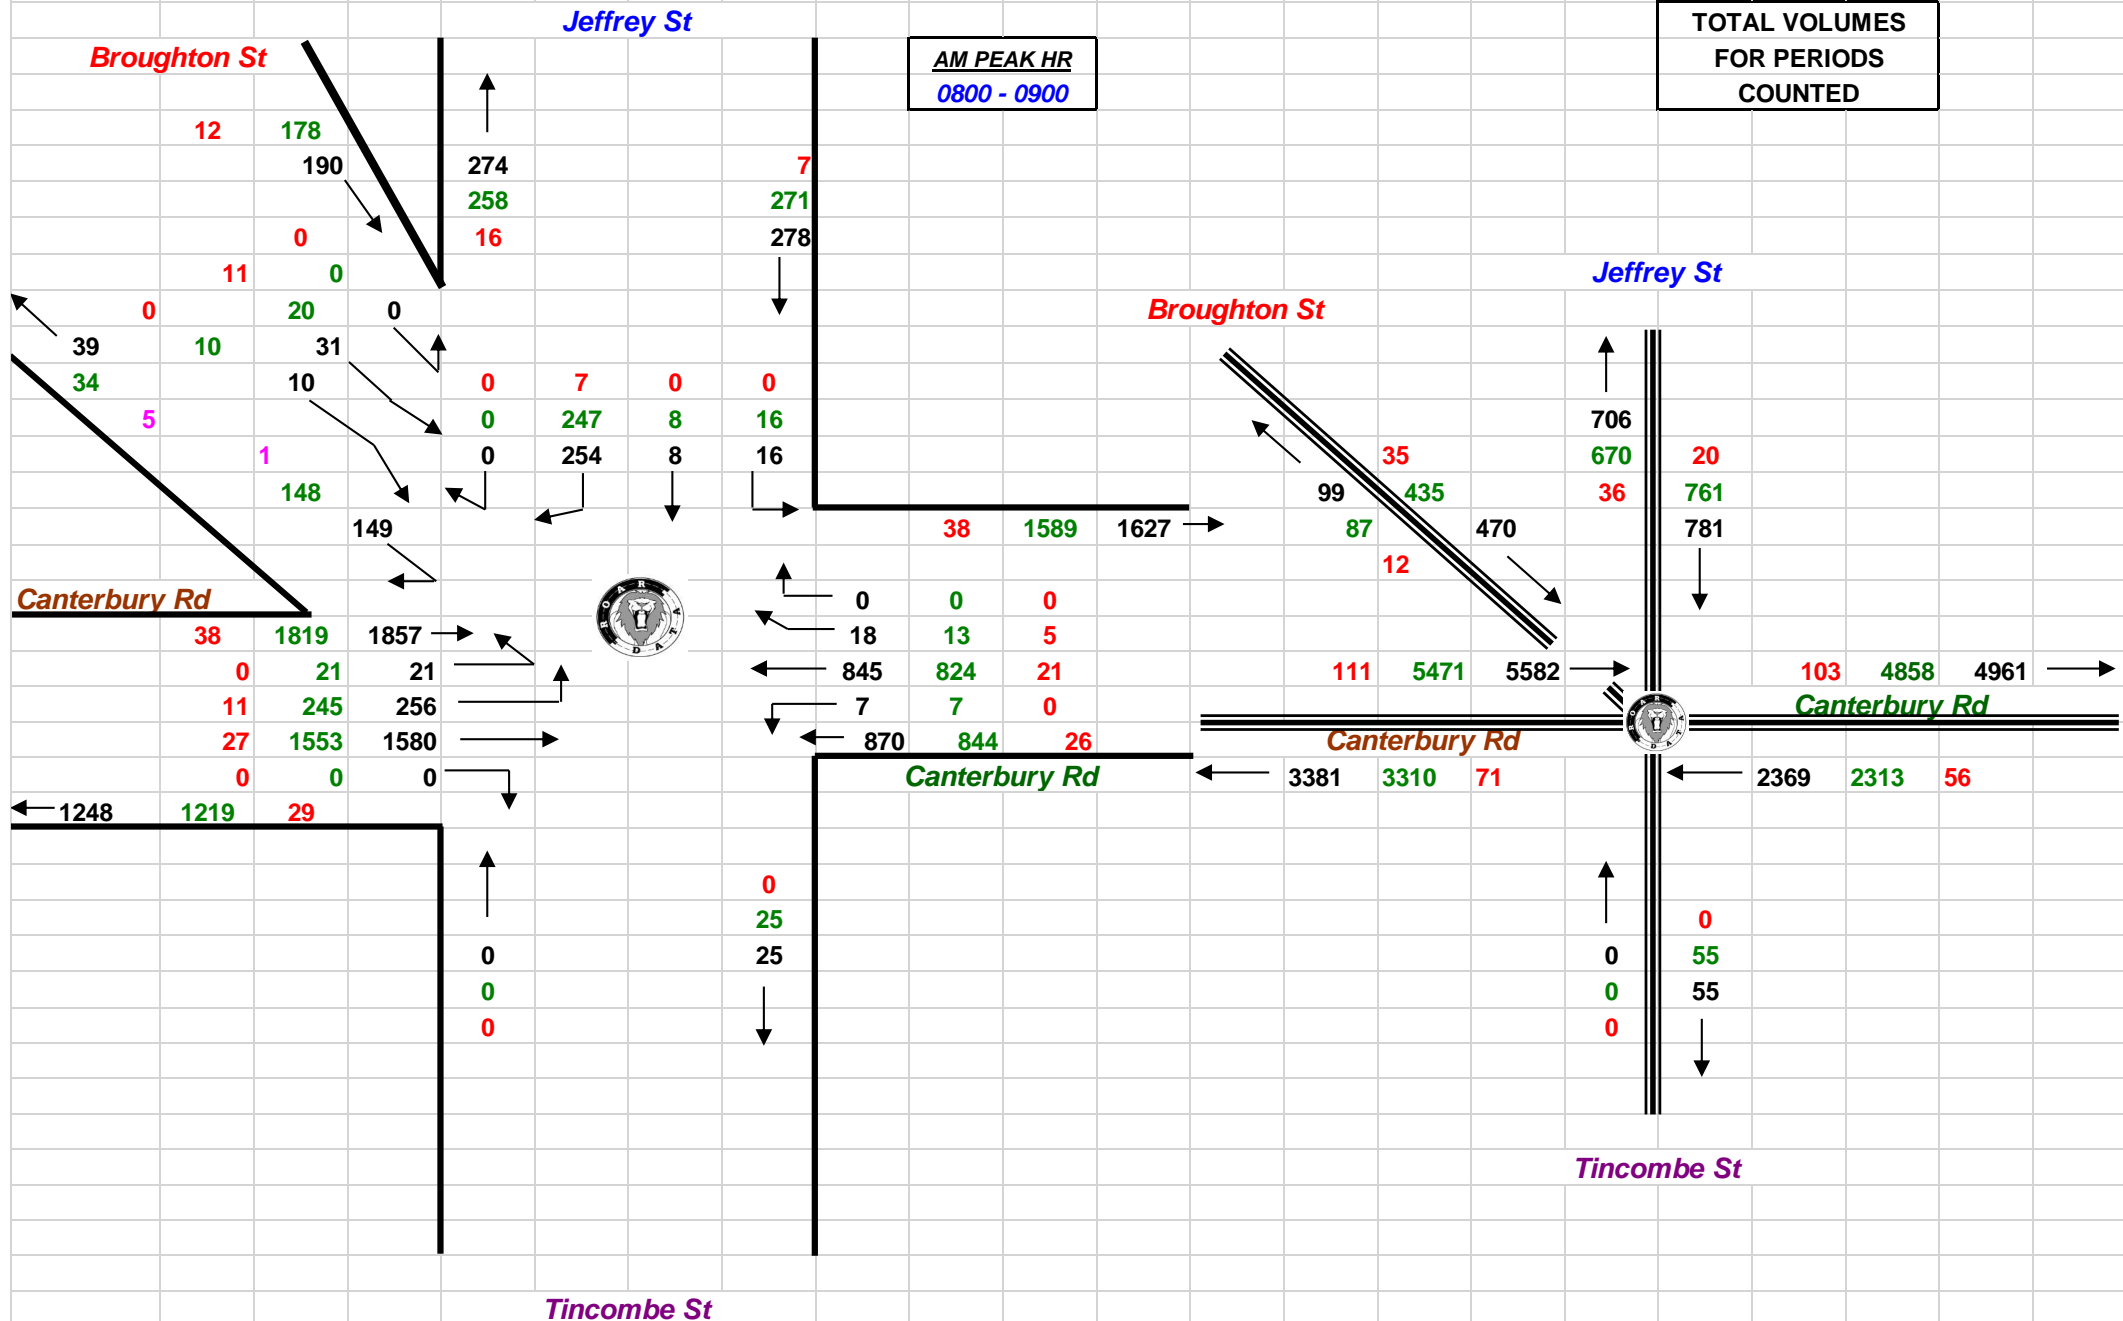 Jeffrey St
TOTAL VOLUMES
FOR PERIODS
COUNTED
Broughton St
AM PEAK HR
0800 - 0900
12 178
190 274 7
258 271
0 16 278
11 0 Jeffrey St
0 20 0 Broughton St
39 10 31
34 10 0 7 0 0
5 0 247 8 16 706
1 0 254 8 16 35 670 20
148 99 435 36 761
149 38 1589 1627 87 470 781
12
Canterbury Rd 0 0 0
38 1819 1857 18 13 5
0 21 21 845 824 21 111 5471 5582 103 4858 4961
11 245 256 7 7 0 Canterbury Rd
27 1553 1580 870 844 26 Canterbury Rd
0 0 0 Canterbury Rd 3381 3310 71 2369 2313 56
1248 1219 29
0
25 0
0 25 0 55
0 0 55
0 0
Tincombe St
Tincombe St